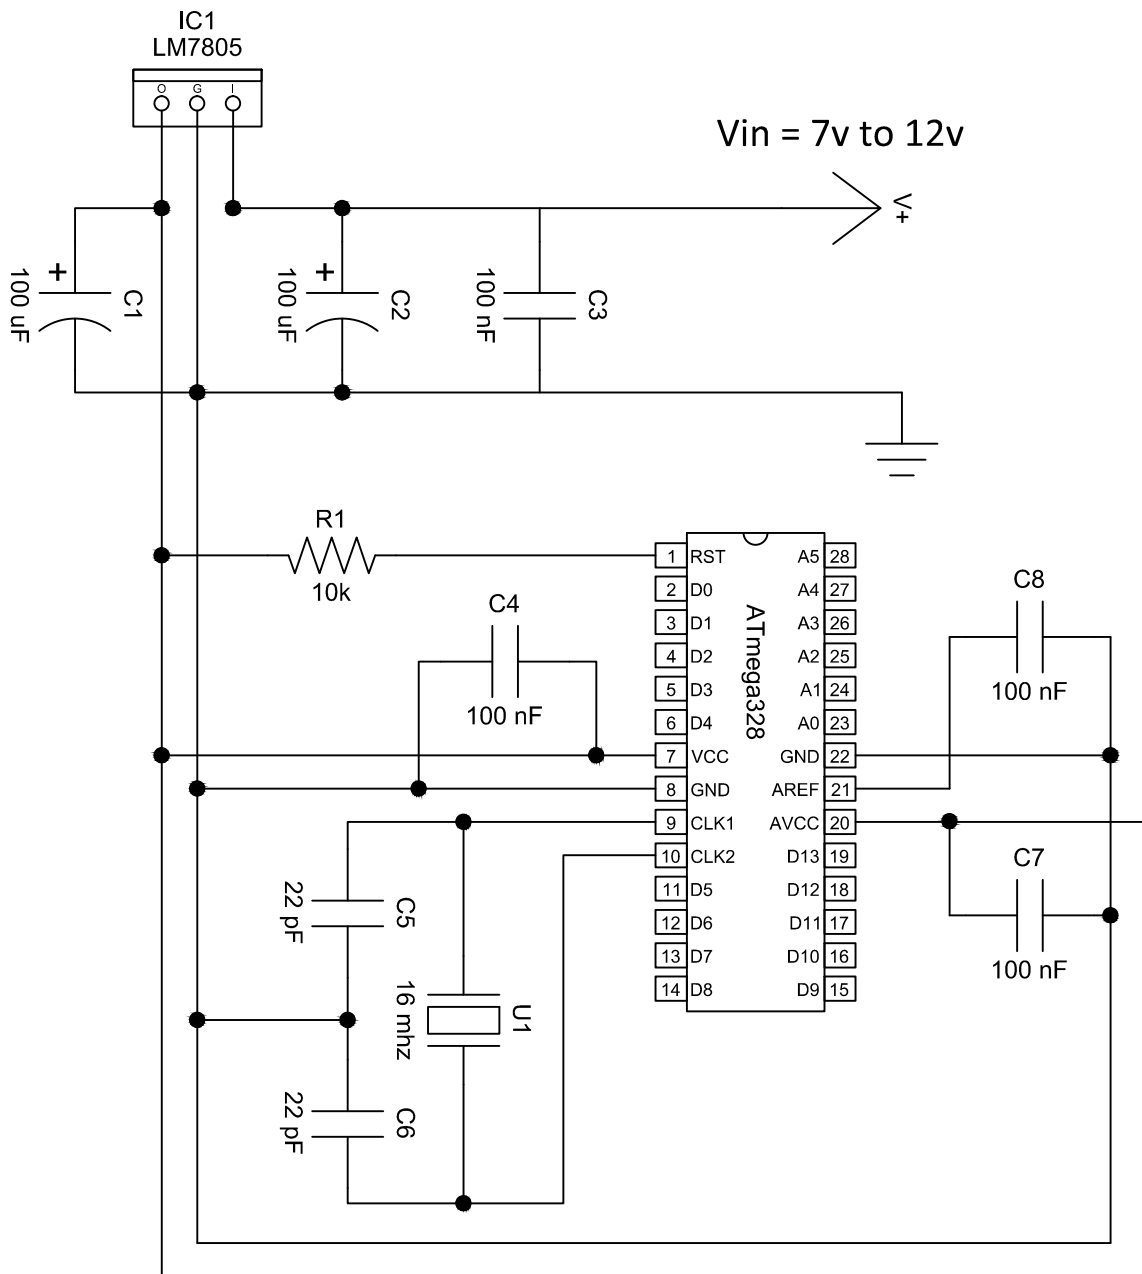 IC1
LM7805
O G I
Vin = 7v to 12v
V+
+
100 uF
C1
+
100 uF
C2
100 nF
C3
R1
10k
C4
100 nF
ATmega328
1 RST
2 D0
3 D1
4 D2
5 D3
6 D4
7 VCC
8 GND
9 CLK1
10 CLK2
11 D5
12 D6
13 D7
14 D8
A5 28
A4 27
A3 26
A2 25
A1 24
A0 23
GND 22
AREF 21
AVCC 20
D13 19
D12 18
D11 17
D10 16
D9 15
C8
100 nF
C7
100 nF
22 pF
C5
16 mhz
U1
22 pF
C6